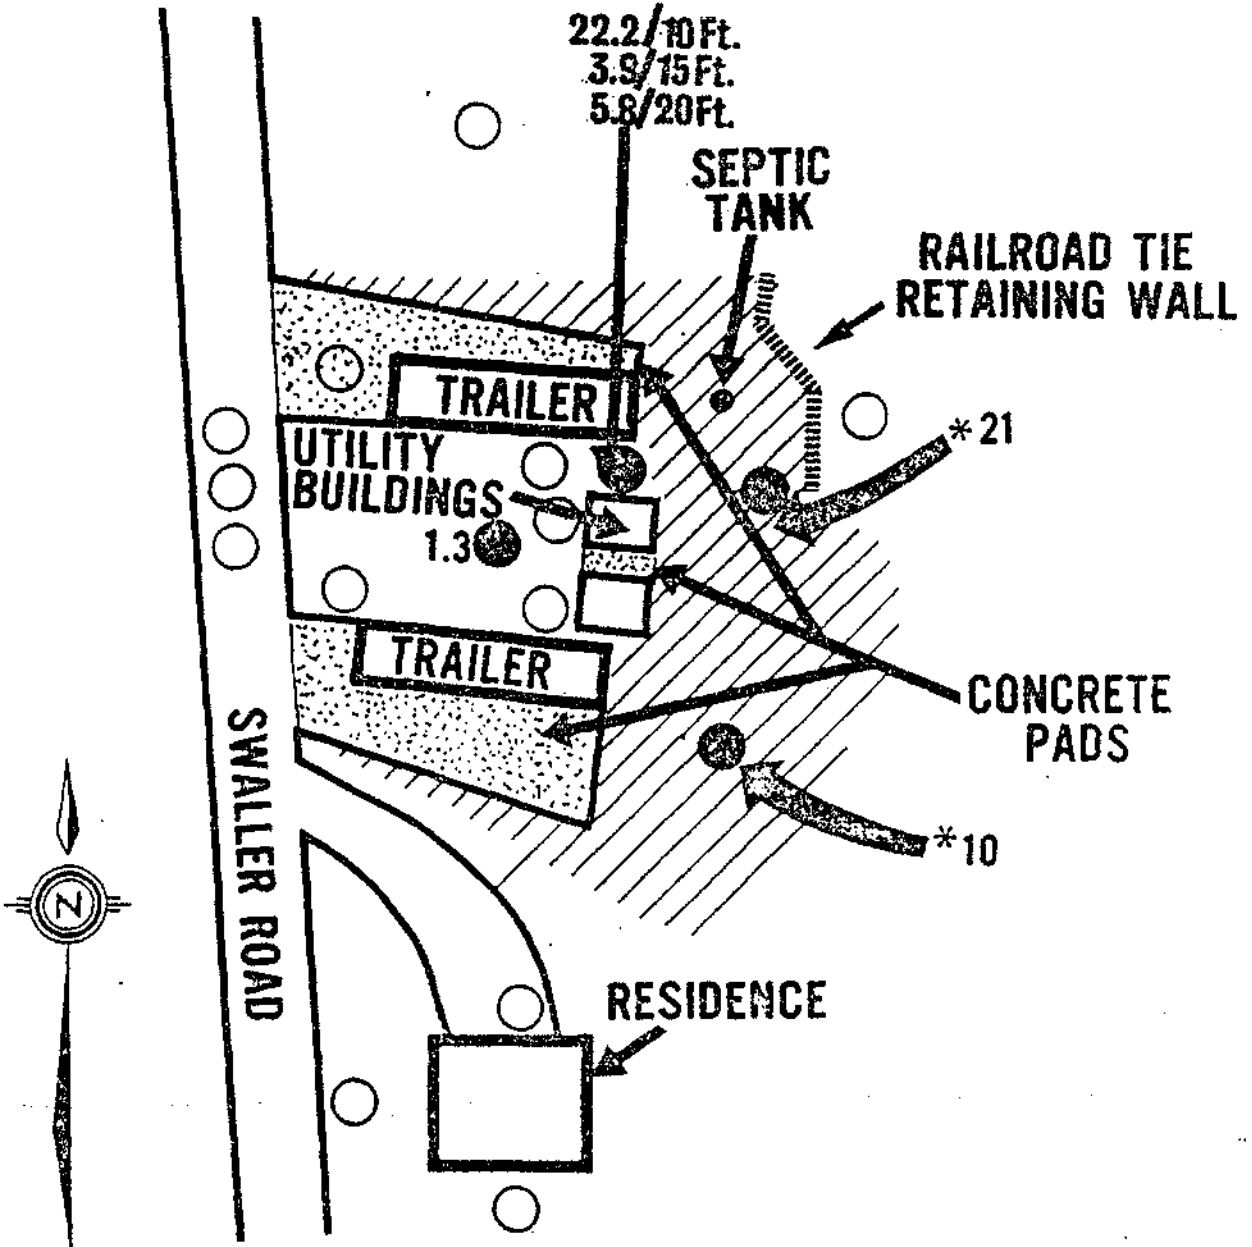 22.2/10 Ft.
3.9/15 Ft.
5.8/20 Ft.
SEPTIC
TANK
RAILROAD TIE
RETAINING WALL
TRAILER
*21
UTILITY
BUILDINGS
1.3
TRAILER
CONCRETE
PADS
SWALLER ROAD
*10
N
RESIDENCE